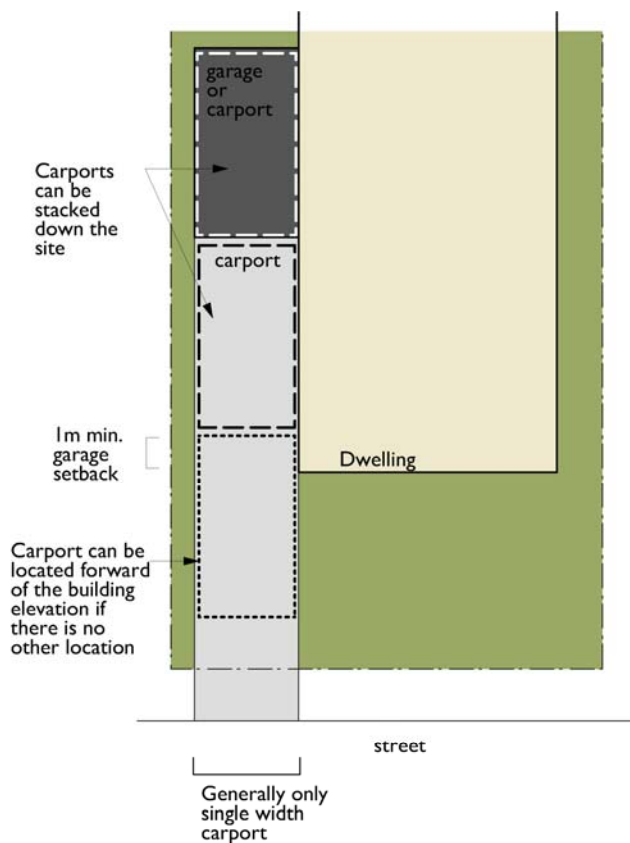 garage
or
carport
Carports
can be
stacked
down the
site
carport
1m min.
garage
setback
Dwelling
Carport can be
located forward
of the building
elevation if
there is no
other location
street
Generally only
single width
carport